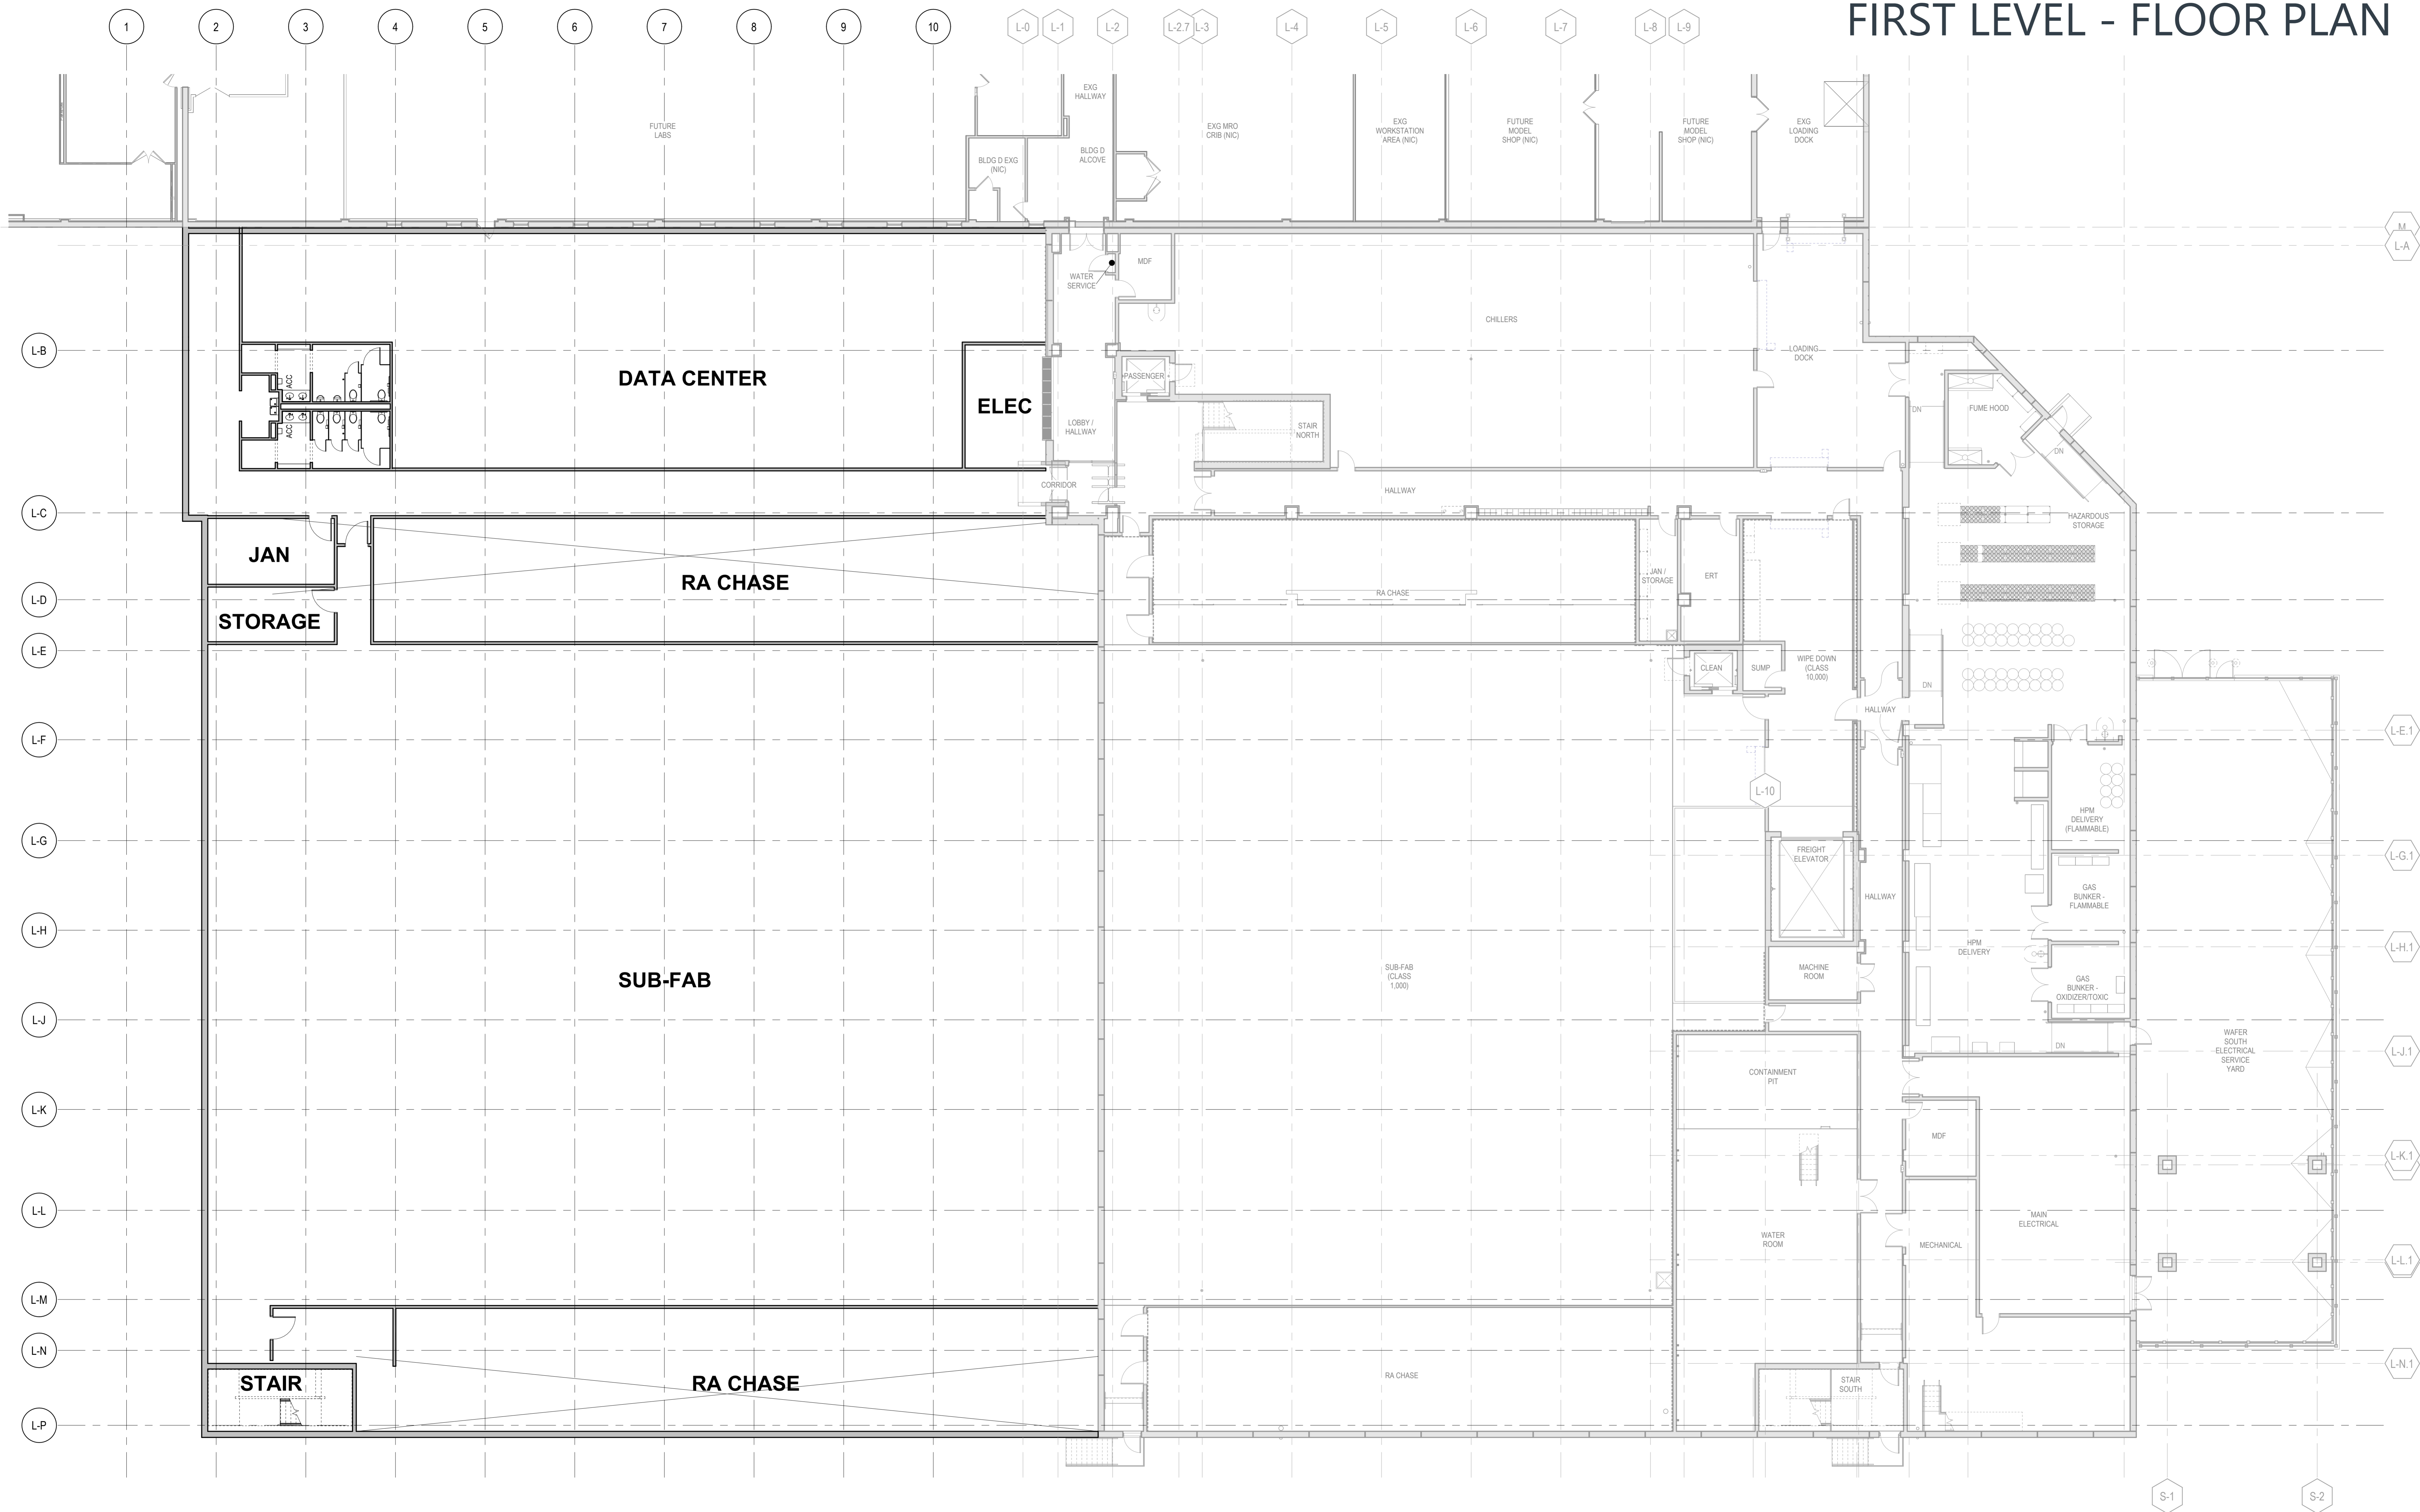 FIRST LEVEL - FLOOR PLAN
1
2
3
4
5
6
7
8
9
10
L-0
L-1
L-2
L-2.7
L-3
L-4
L-5
L-6
L-7
L-8
L-9
EXG
HALLWAY
FUTURE
LABS
EXG MRO
CRIB (NIC)
EXG
WORKSTATION
AREA (NIC)
FUTURE
MODEL
SHOP (NIC)
FUTURE
MODEL
SHOP (NIC)
EXG
LOADING
DOCK
BLDG D EXG
(NIC)
BLDG D
ALCOVE
M
L-A
WATER
SERVICE
MDF
CHILLERS
L-B
LOADING
DOCK
DATA CENTER
ACC
ACC
ELEC
PASSENGER
LOBBY /
HALLWAY
STAIR
NORTH
DN
FUME HOOD
DN
CORRIDOR
HALLWAY
L-C
HAZARDOUS
STORAGE
JAN
RA CHASE
RA CHASE
JAN /
STORAGE
ERT
L-D
STORAGE
L-E
CLEAN
SUMP
WIPE DOWN
(CLASS
10,000)
DN
HALLWAY
L-F
L-E.1
L-10
HPM
DELIVERY
(FLAMMABLE)
L-G
FREIGHT
ELEVATOR
L-G.1
HALLWAY
GAS
BUNKER -
FLAMMABLE
L-H
HPM
DELIVERY
L-H.1
SUB-FAB
SUB-FAB
(CLASS
1,000)
MACHINE
ROOM
GAS
BUNKER -
OXIDIZER/TOXIC
L-J
DN
WAFER
SOUTH
ELECTRICAL
SERVICE
YARD
L-J.1
CONTAINMENT
PIT
L-K
MDF
L-K.1
L-L
MAIN
ELECTRICAL
WATER
ROOM
MECHANICAL
L-L.1
L-M
L-N
L-N.1
STAIR
RA CHASE
RA CHASE
STAIR
SOUTH
L-P
S-1
S-2